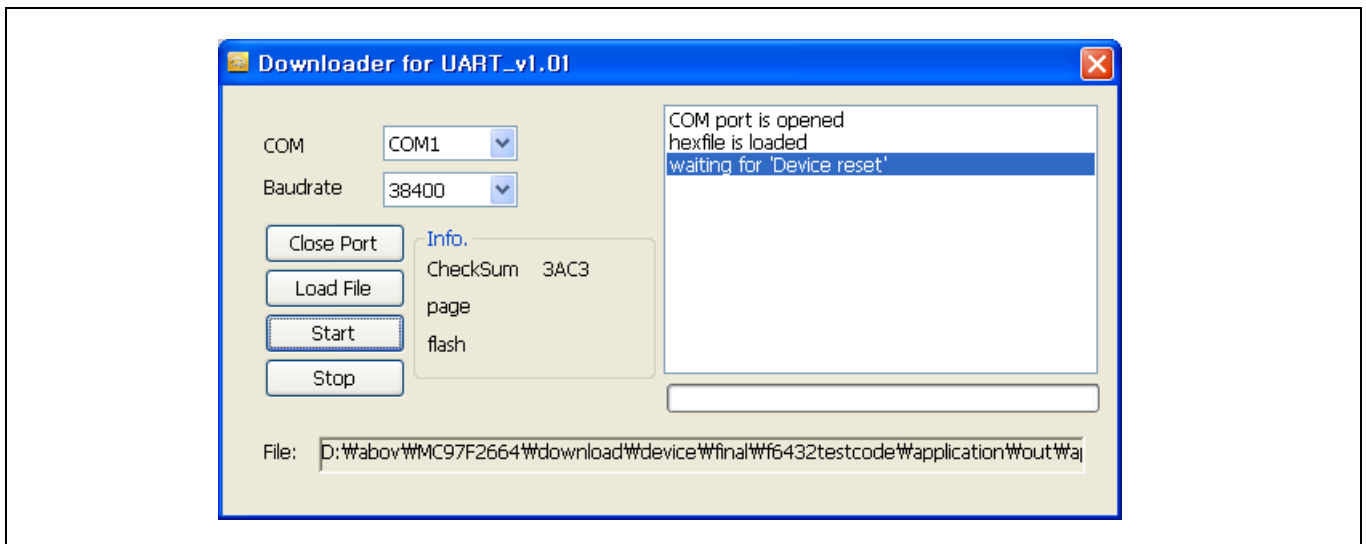 Downloader for UART_v1.01
COM COM1
Baudrate 38400
Close Port
Load File
Start
Stop
Info.
CheckSum 3AC3
page
flash
COM port is opened
hexfile is loaded
waiting for 'Device reset'
File: D:₩abov₩MC97F2664₩download₩device₩final₩f6432testcode₩application₩out₩a